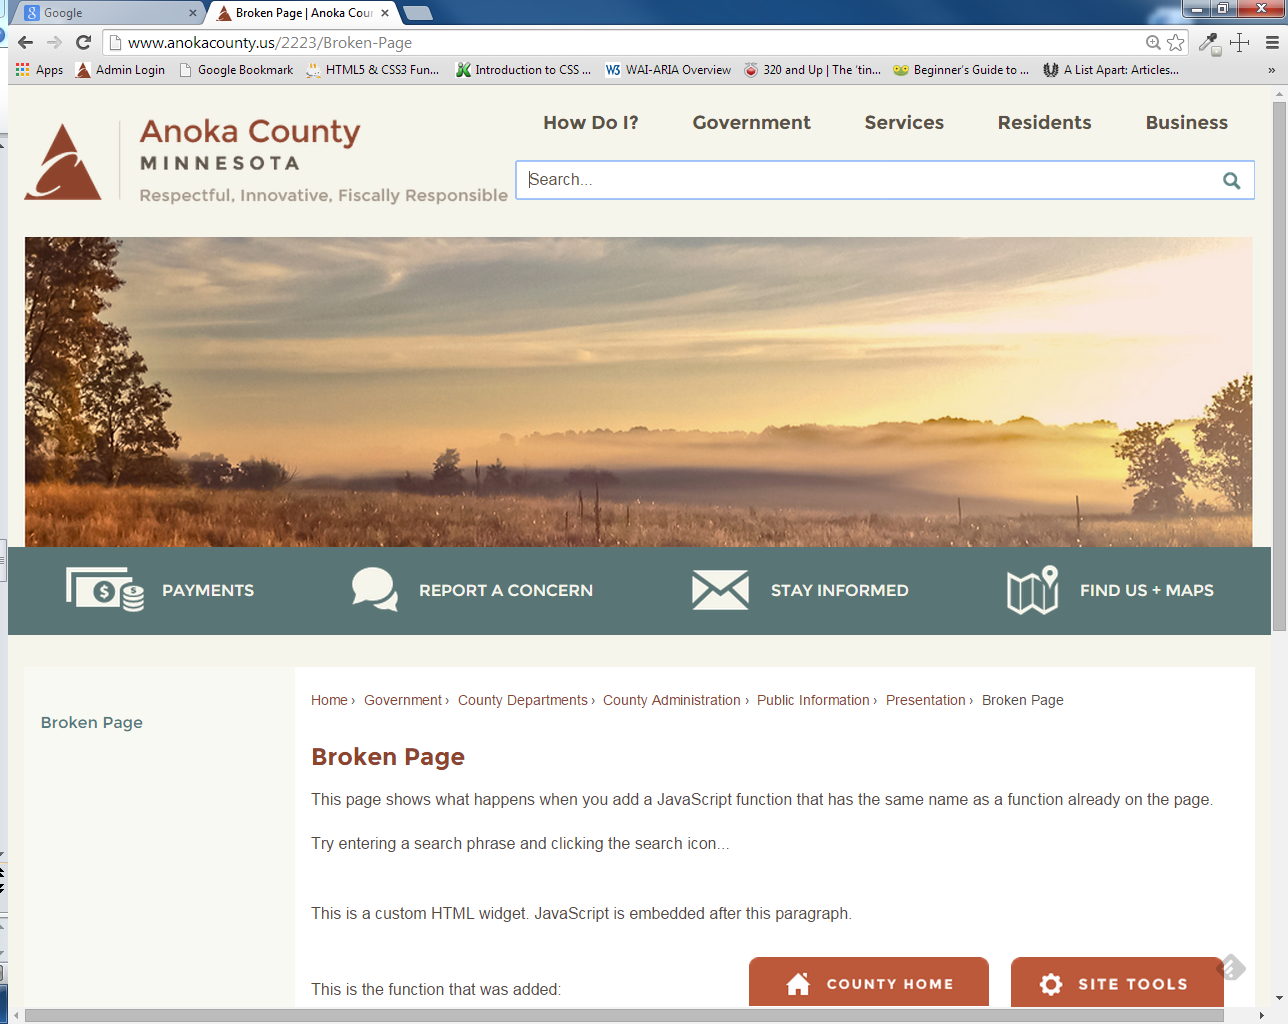 Google
Broken Page | Anoka Coun
www.anokacounty.us/2223/Broken-Page
Apps Admin Login Google Bookmark HTML5 & CSS3 Fun... Introduction to CSS ... WAI-ARIA Overview 320 and Up | The 'tin... Beginner's Guide to ... A List Apart: Articles... »
How Do I? Government Services Residents Business
Anoka County
MINNESOTA
Respectful, Innovative, Fiscally Responsible
Search...
PAYMENTS REPORT A CONCERN STAY INFORMED FIND US + MAPS
Broken Page
Home › Government › County Departments › County Administration › Public Information › Presentation › Broken Page
Broken Page
This page shows what happens when you add a JavaScript function that has the same name as a function already on the page.
Try entering a search phrase and clicking the search icon...
This is a custom HTML widget. JavaScript is embedded after this paragraph.
COUNTY HOME SITE TOOLS
This is the function that was added: